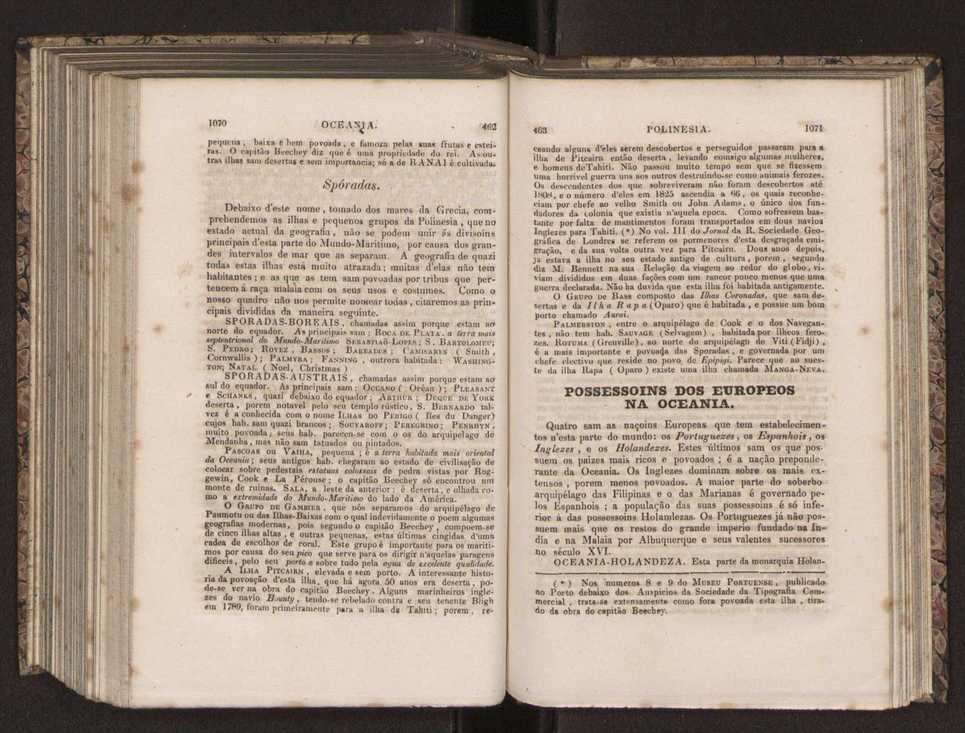 1070 OCEANIA. 462
pequena, baixa e bem povoada, e famoza pelas suas frutas e estei-
ras. O capitão Beechey diz que é uma propriedade do rei. As ou-
tras ilhas sam desertas e sem importancia; só a de RANAI é cultivada.
Spóradas.
Debaixo d'este nome, tomado dos mares da Grecia, com-
prehendemos as ilhas e pequenos grupos da Polinesia, que no
estado actual da geografia, não se podem unir ás divisoins
principais d'esta parte do Mundo-Maritimo, por causa dos gran-
des intervalos de mar que as separam. A geografia de quazi
todas estas ilhas está muito atrazada; muitas d'elas não tem
habitantes; e as que os tem sam povoadas por tribus que per-
tencem á raça malaia com os seus usos e costumes. Como o
nosso quadro não nos permite nomear todas, citaremos as prin-
cipais divididas da maneira seguinte.
SPORADAS-BORRAIS, chamadas assim porque estam ao
norte do equador. As principais sam: ROCA DE PLATA, a terra mais
septentrional do Mundo-Maritimo SEBASTIAÕ-LOPES; S. BARTOLOMEU;
S. PEDRO; ROVEZ, BASSOS; BARBADES; CAMISARES (Smith,
Cornwallis); PALMYRA; FANNING, outrora habitada; WASHING-
TON; NATAL (Noel, Christmas)
SPORADAS-AUSTRAIS, chamadas assim porque estam ao
sul do equador. As principais sam: OCEANO (Océan); PLEASANT
e SCHANKS, quazi debaixo do equador; ARTHUR; DUQUE DE YORK
deserta, porem notavel pelo seu templo rústico, S. BERNARDO tal-
vez é a conhecida com o nome ILHAS DO PERIGO (Iles du Danger)
cujos hab. sam quazi brancos; SOUVAROFF; PEREGRINO; PENRHYN,
muito povoada; seus hab. parecem-se com o os do arquipelago de
Mendanha, mas não sam tatuados ou pintados.
PASCOAS ou VAIHA, pequena; é a terra habitada mais oriental
da Oceania; seus antigos hab. chegaram ao estado de civilisação de
colocar sobre pedestais estatuas colossais de pedra vistas por Rog-
gewin, Cook e La Pérouse; o capitão Beechey só encontrou um
monte de ruinas. SALA, a leste da anterior; é deserta, e olhada co-
mo a extremidade do Mundo-Maritimo do lado da América.
O GRUPO DE GAMBIER, que nós separamos do arquipélago de
Paumotu ou das Ilhas-Baixas com o qual indevidamente o poem algumas
geografias modernas, pois segundo o capitão Beechey, compoem-se
de cinco ilhas altas, e outras pequenas, estas últimas cingidas d'uma
cadea de escolhos de coral. Este grupo é importante para os mariti-
mos por causa do seu pico que serve para os dirigir n'aquelas paragens
dificeis, pelo seu porto e sobre tudo pela agua de excelente qualidade.
A ILHA PITCAIRN, elevada e sem porto. A interessante histo-
ria da povoação d'esta ilha, que há agora 50 anos era deserta, po-
de-se ver na obra do capitão Beechey. Alguns marinheiros ingle-
zes do navio Bounty, tendo-se rebelado contra o seu tenente Bligh
em 1789, foram primeiramente para a ilha de Tahiti; porem, re-
463 POLINESIA. 1071
ceando alguns d'eles serem descobertos e perseguidos passaram para a
ilha de Pitcairn então deserta, levando comsigo algumas mulheres,
e homens de Tahiti. Não passou muito tempo sem que se fizessem
uma horrivel guerra uns aos outros destruindo-se como animais ferozes.
Os descendentes dos que sobreviveram não foram descobertos até
1808, e o número d'eles em 1825 ascendia a 66, os quais reconhe-
ciam por chefe ao velho Smith ou John Adams, o único dos fun-
dadores da colonia que existia n'aquela epoca. Como sofressem bas-
tante por falta de mantimentos foram transportados em dous navios
Inglezes para Tahiti. (*) No vol. III do Jornal da R. Sociedade Geo-
gráfica de Londres se referem os pormenores d'esta desgraçada emi-
gração, e da sua volta outra vez para Pitcairn. Dous anos depois,
ja estava a ilha no seu estado antigo de cultura, porem, segundo
diz M. Bennett na sua Relação da viagem ao redor do globo, vi-
viam divididos em duas facções com um rancor pouco menos que uma
guerra declarada. Não ha duvida que esta ilha foi habitada antigamente.
O GRUPO DE BASS composto das Ilhas Coronadas, que sam de-
sertas e da Ilha Rapa (Oparo) que é habitada, e possue um bom
porto chamado Aurai.
PALMERSTON, entre o arquipélago de Cook e o dos Navegan-
tes, não tem hab. SAUVAGE (Selvagem), habitada por ilheos fero-
zes. ROTUMA (Grenville), ao norte do arquipélago de Viti (Fidji),
é a mais importante e povoada das Sporadas, e governada por um
chefe electivo que reside no povo de Epipigi. Parece que ao sues-
te da ilha Rapa (Oparo) existe uma ilha chamada MANGA-NEVA.
POSSESSOINS DOS EUROPEOS
NA OCEANIA.
Quatro sam as naçoins Europeas que tem estabelecimen-
tos n'esta parte do mundo: os Portuguezes, os Espanhois, os
Inglezes, e os Holandezes. Estes últimos sam os que pos-
suem os paizes mais ricos e povoados; é a nação preponde-
rante da Oceania. Os Inglezes dominam sobre os mais ex-
tensos, porem menos povoados. A maior parte do soberbo
arquipélago das Filipinas e o das Marianas é governado pe-
los Espanhois; a população das suas possessoins é só infe-
rior á das possessoins Holandezas. Os Portuguezes já não pos-
suem mais que os restos do grande imperio fundado na In-
dia e na Malaia por Albuquerque e seus valentes sucessores
no século XVI.
OCEANIA-HOLANDEZA. Esta parte da monarquia Holan-
(*) Nos numeros 8 e 9 do MUSEU PORTUENSE, publicado
no Porto debaixo dos Auspicios da Sociedade da Tipografia Com-
mercial, trata-se extensamente como fora povoada esta ilha, tira-
do da obra do capitão Beechey.